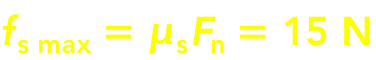 fₛ ₘₐₓ = μₛFₙ = 15 N